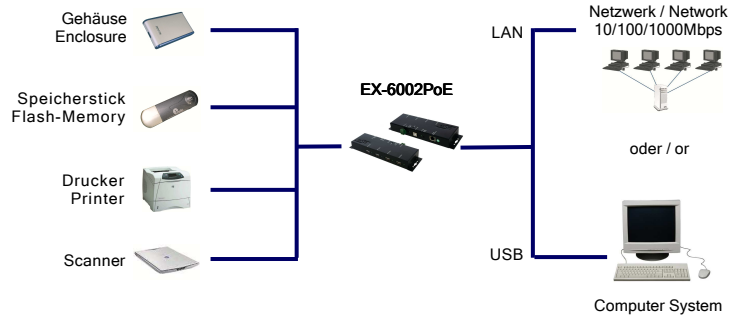 Gehäuse
Enclosure
Speicherstick
Flash-Memory
Drucker
Printer
Scanner
EX-6002PoE
LAN
USB
Netzwerk / Network
10/100/1000Mbps
oder / or
Computer System